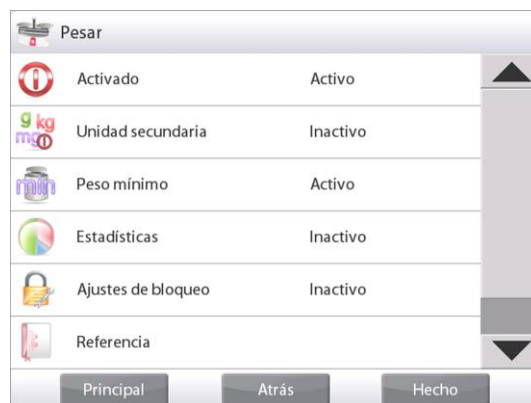 Pesar
Activado Activo
g kg mg
Unidad secundaria Inactivo
min
Peso mínimo Activo
Estadísticas Inactivo
Ajustes de bloqueo Inactivo
Referencia
Principal Atrás Hecho